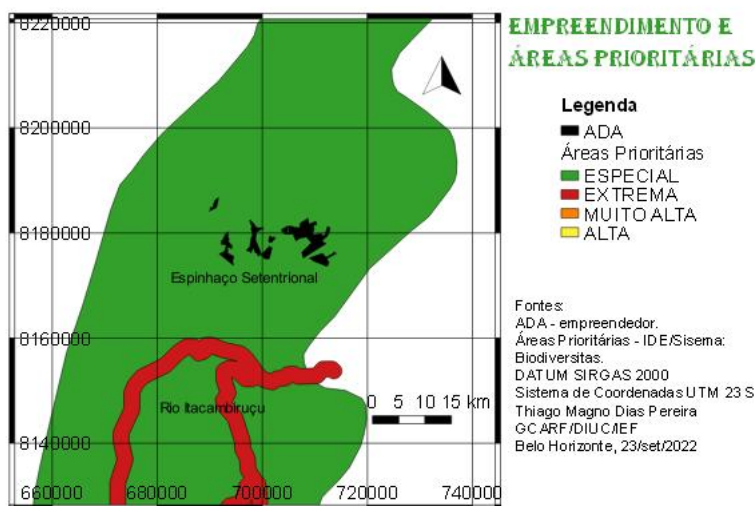 EMPREENDIMENTO E
ÁREAS PRIORITÁRIAS
8220000
8200000
8180000
8160000
8140000
660000 680000 700000 720000 740000
Espinhaço Setentrional
Rio Itacambiruçu
0 5 10 15 km
Legenda
ADA
Áreas Prioritárias
ESPECIAL
EXTREMA
MUITO ALTA
ALTA
Fontes:
ADA - empreendedor.
Áreas Prioritárias - IDE/Sisema:
Biodiversitas.
DATUM SIRGAS 2000
Sistema de Coordenadas UTM 23 S
Thiago Magno Dias Pereira
GCARF/DIUC/IEF
Belo Horizonte, 23/set/2022